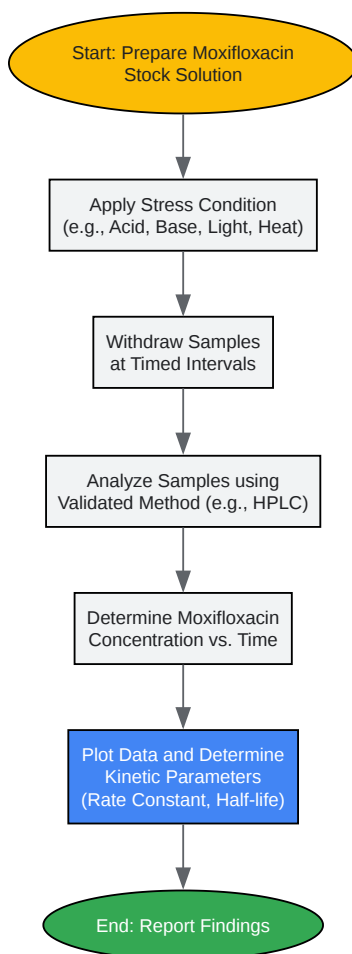 Start: Prepare Moxifloxacin
Stock Solution
Apply Stress Condition
(e.g., Acid, Base, Light, Heat)
Withdraw Samples
at Timed Intervals
Analyze Samples using
Validated Method (e.g., HPLC)
Determine Moxifloxacin
Concentration vs. Time
Plot Data and Determine
Kinetic Parameters
(Rate Constant, Half-life)
End: Report Findings